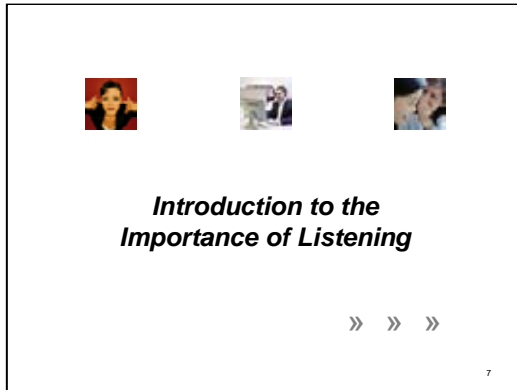 Introduction to the
Importance of Listening
» » »
7